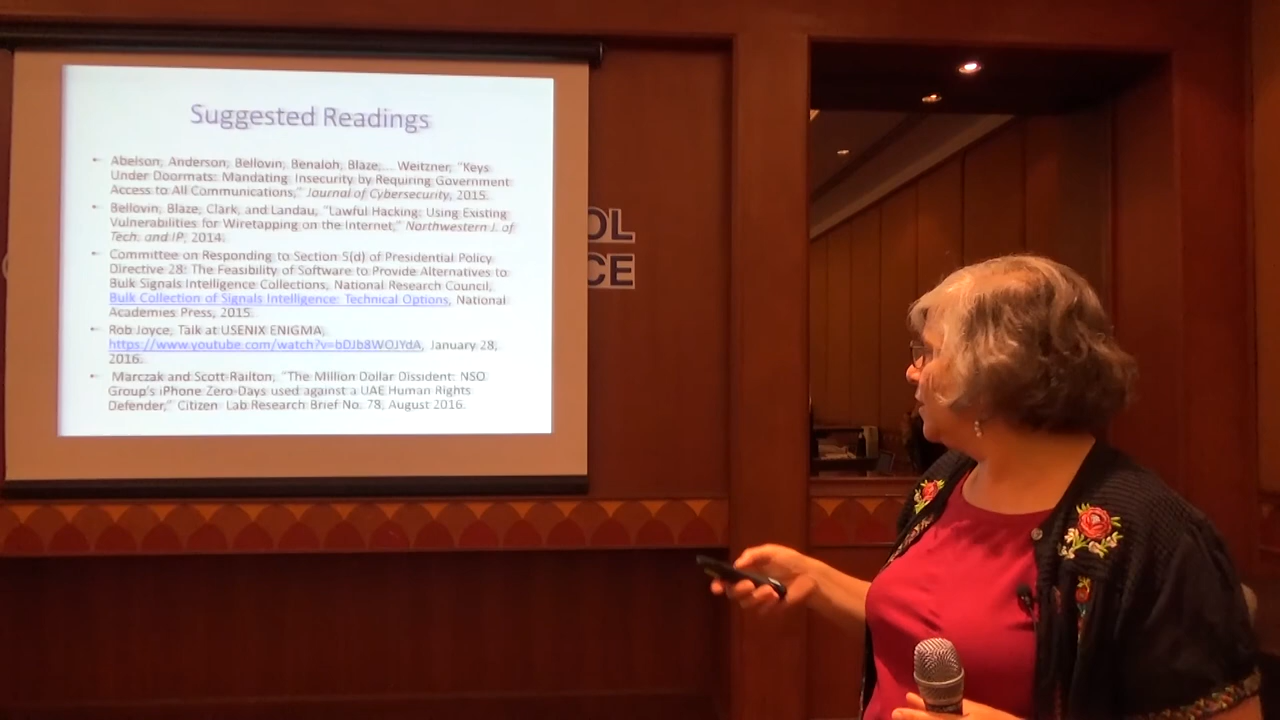 Suggested Readings
Abelson, Anderson, Bellovin, Benaloh, Blaze,... Weitzner, "Keys
Under Doormats: Mandating Insecurity by Requiring Government
Access to All Communications," Journal of Cybersecurity, 2015.
Bellovin, Blaze, Clark, and Landau, "Lawful Hacking: Using Existing
Vulnerabilities for Wiretapping on the Internet," Northwestern J. of
Tech. and IP, 2014.
Committee on Responding to Section 5(d) of Presidential Policy
Directive 28: The Feasibility of Software to Provide Alternatives to
Bulk Signals Intelligence Collections, National Research Council,
Bulk Collection of Signals Intelligence: Technical Options, National
Academies Press, 2015.
Rob Joyce, Talk at USENIX ENIGMA,
https://www.youtube.com/watch?v=bDJb8WOJYdA, January 28,
2016.
Marczak and Scott-Railton, "The Million Dollar Dissident: NSO
Group's iPhone Zero-Days used against a UAE Human Rights
Defender," Citizen Lab Research Brief No. 78, August 2016.
OL
CE